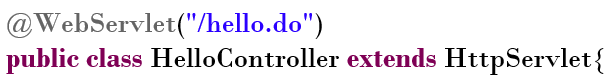 @WebServlet("/hello.do")
public class HelloController extends HttpServlet{